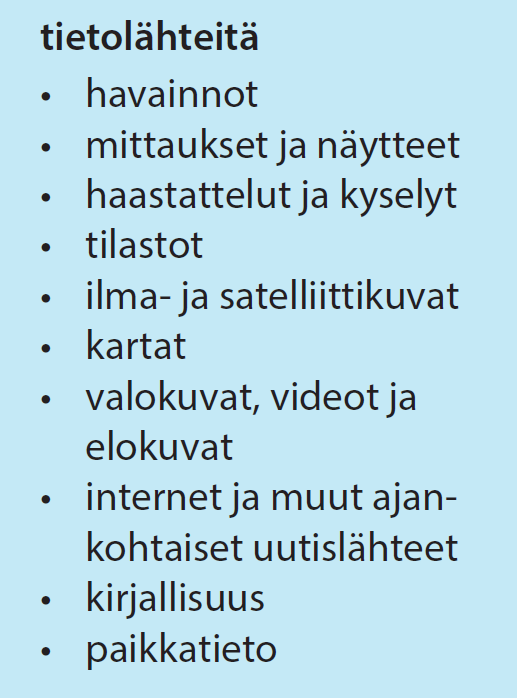 tietolähteitä
• havainnot
• mittaukset ja näytteet
• haastattelut ja kyselyt
• tilastot
• ilma- ja satelliittikuvat
• kartat
• valokuvat, videot ja
elokuvat
• internet ja muut ajan-
kohtaiset uutislähteet
• kirjallisuus
• paikkatieto